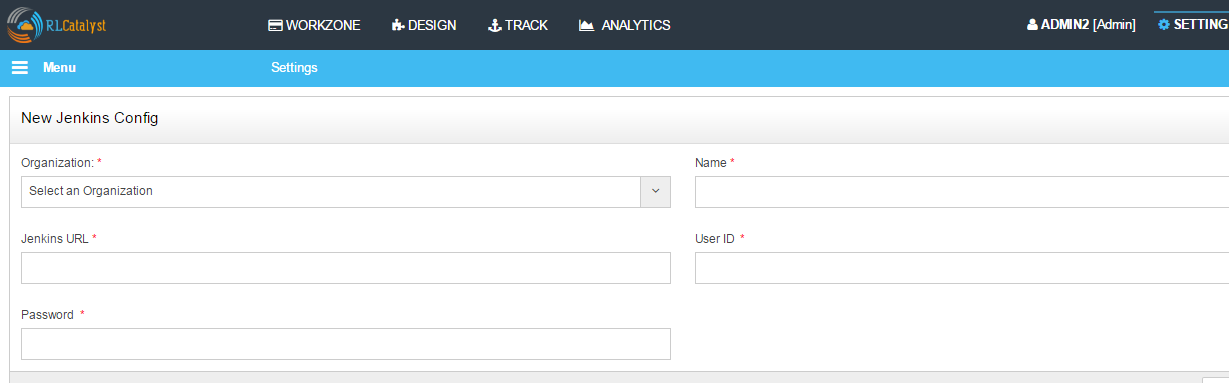 RLCatalyst WORKZONE DESIGN TRACK ANALYTICS ADMIN2 [Admin] SETTING
Menu Settings
New Jenkins Config
Organization: * Name *
Select an Organization
Jenkins URL * User ID *
Password *